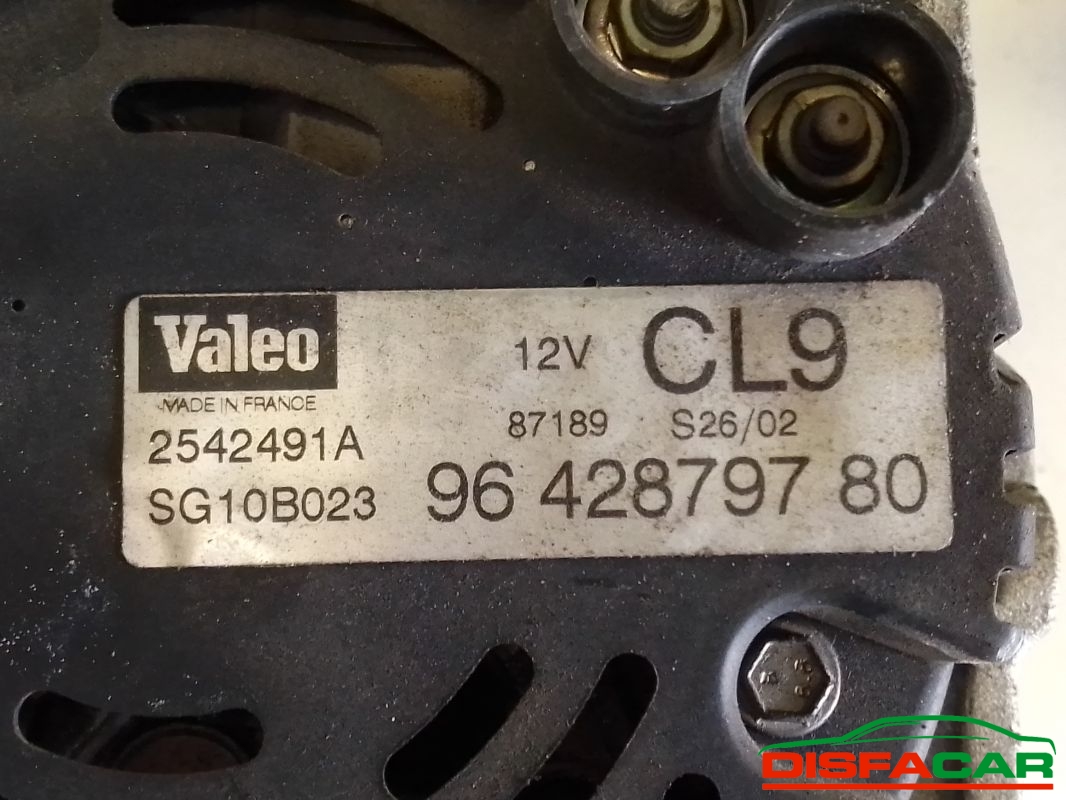 Valeo
MADE IN FRANCE
2542491A
SG10B023
12V CL9
87189 S26/02
96 428797 80
DISFACAR